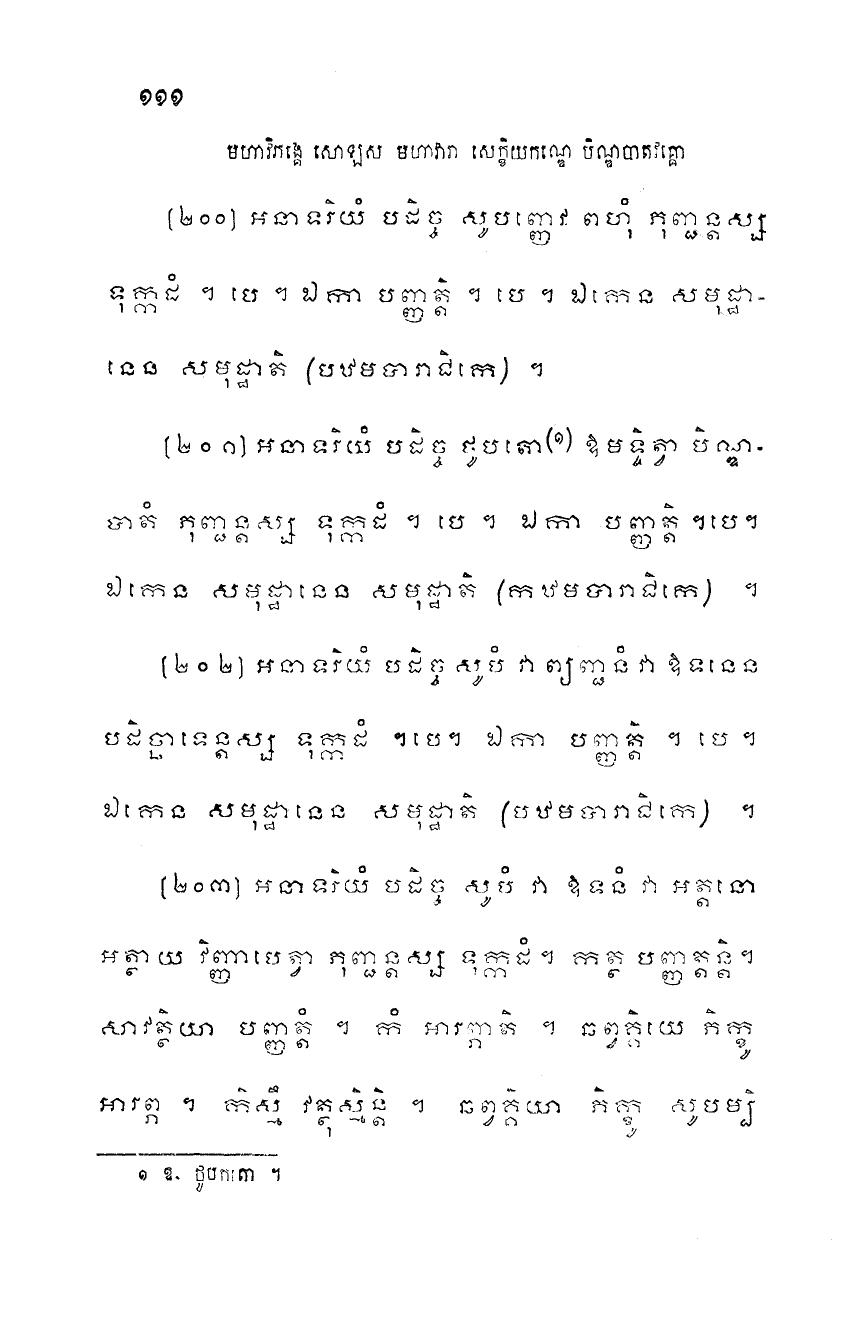 ១១១
មហាវិភង្គេ សោឡស មហាវារា សេក្ខិយកណ្ឌេ បិណ្ឌបាតវគ្គោ
(២០០) អនាទរិយំ បដិច្ច សូបញ្ញេវ ពហុំ ភុញ្ជន្តស្ស
ទុក្កដំ ។ បេ ។ ឯកា បញ្ញត្តិ ។ បេ ។ ឯកេន សមុដ្ឋា-
នេន សមុដ្ឋាតិ (បឋមបារាជិកេ) ។
(២០១) អនាទរិយំ បដិច្ច ថូបតោ(១) ឱមទ្ទិត្វា បិណ្ឌ-
បាតំ ភុញ្ជន្តស្ស ទុក្កដំ ។ បេ ។ ឯកា បញ្ញត្តិ ។បេ។
ឯកេន សមុដ្ឋានេន សមុដ្ឋាតិ (កឋមបារាជិកេ) ។
(២០២) អនាទរិយំ បដិច្ច សូបំ វា ព្យញ្ជនំ វា ឱទនេន
បដិច្ឆាទេន្តស្ស ទុក្កដំ ។បេ។ ឯកា បញ្ញត្តិ ។ បេ ។
ឯកេន សមុដ្ឋានេន សមុដ្ឋាតិ (បឋមបារាជិកេ) ។
(២០៣) អនាទរិយំ បដិច្ច សូបំ វា ឱទនំ វា អត្តនោ
អត្ថាយ វិញ្ញាបេត្វា ភុញ្ជន្តស្ស ទុក្កដំ។ កត្ថ បញ្ញត្តន្តិ។
សាវត្ថិយា បញ្ញត្តំ ។ កំ អារព្ភាតិ ។ ឆព្វគ្គិយេ ភិក្ខូ
អារព្ភ ។ កិស្មឹ វត្ថុស្មិន្តិ ។ ឆព្វគ្គិយា ភិក្ខូ សូបម្បិ
១ ឧ. ថូបកតោ ។